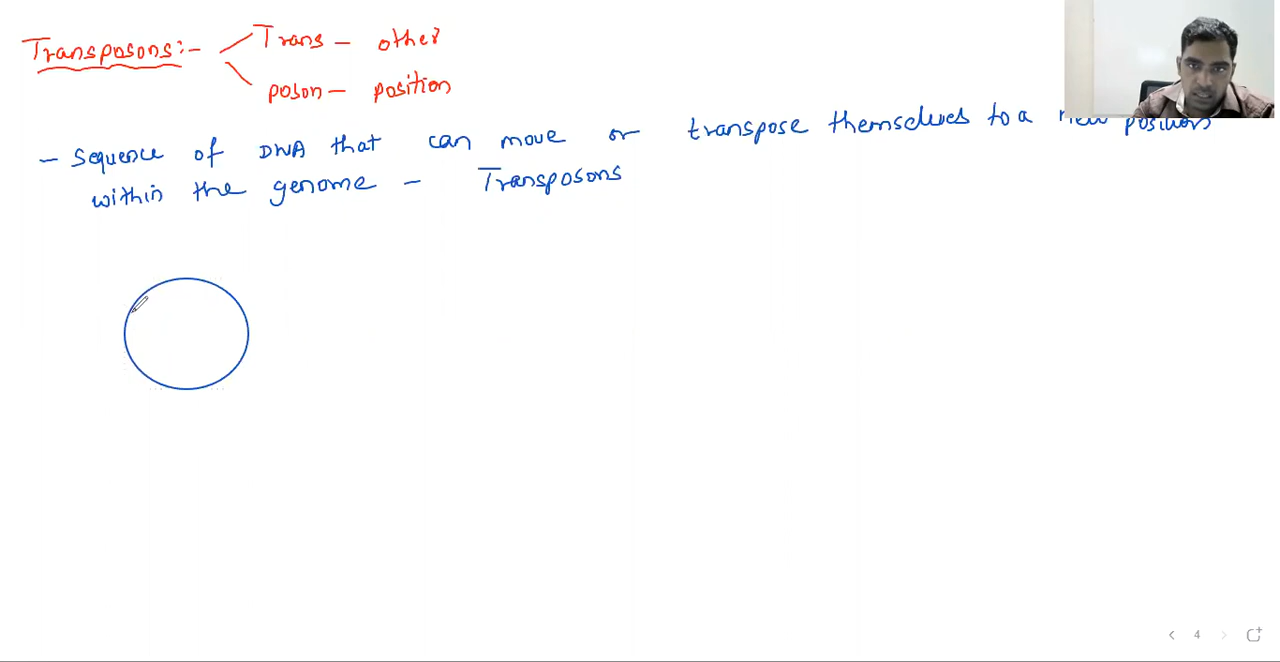 Transposons:- Trans - other
poson - position
- Sequence of DNA that can move or transpose themselves to a new position
within the genome - Transposons
4